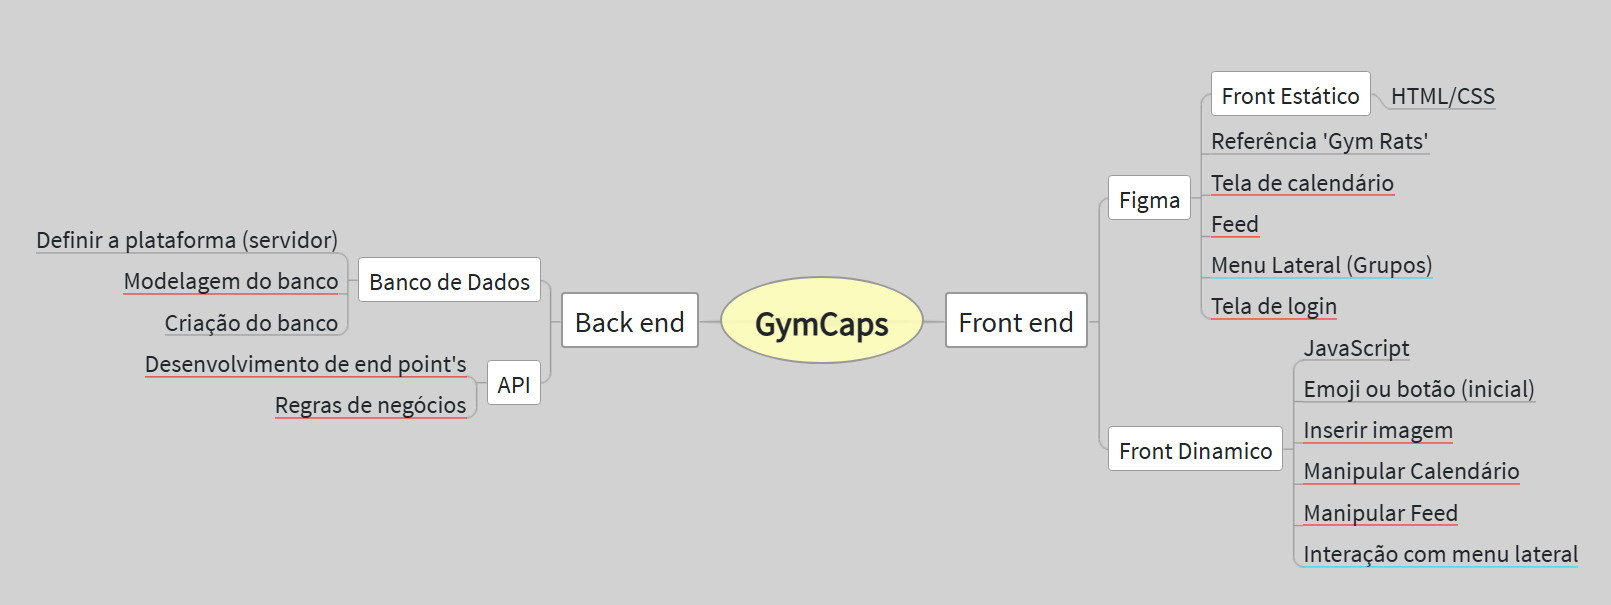 GymCaps
Back end
Banco de Dados
Definir a plataforma (servidor)
Modelagem do banco
Criação do banco
API
Desenvolvimento de end point's
Regras de negócios
Front end
Figma
Front Estático
HTML/CSS
Referência 'Gym Rats'
Tela de calendário
Feed
Menu Lateral (Grupos)
Tela de login
Front Dinamico
JavaScript
Emoji ou botão (inicial)
Inserir imagem
Manipular Calendário
Manipular Feed
Interação com menu lateral